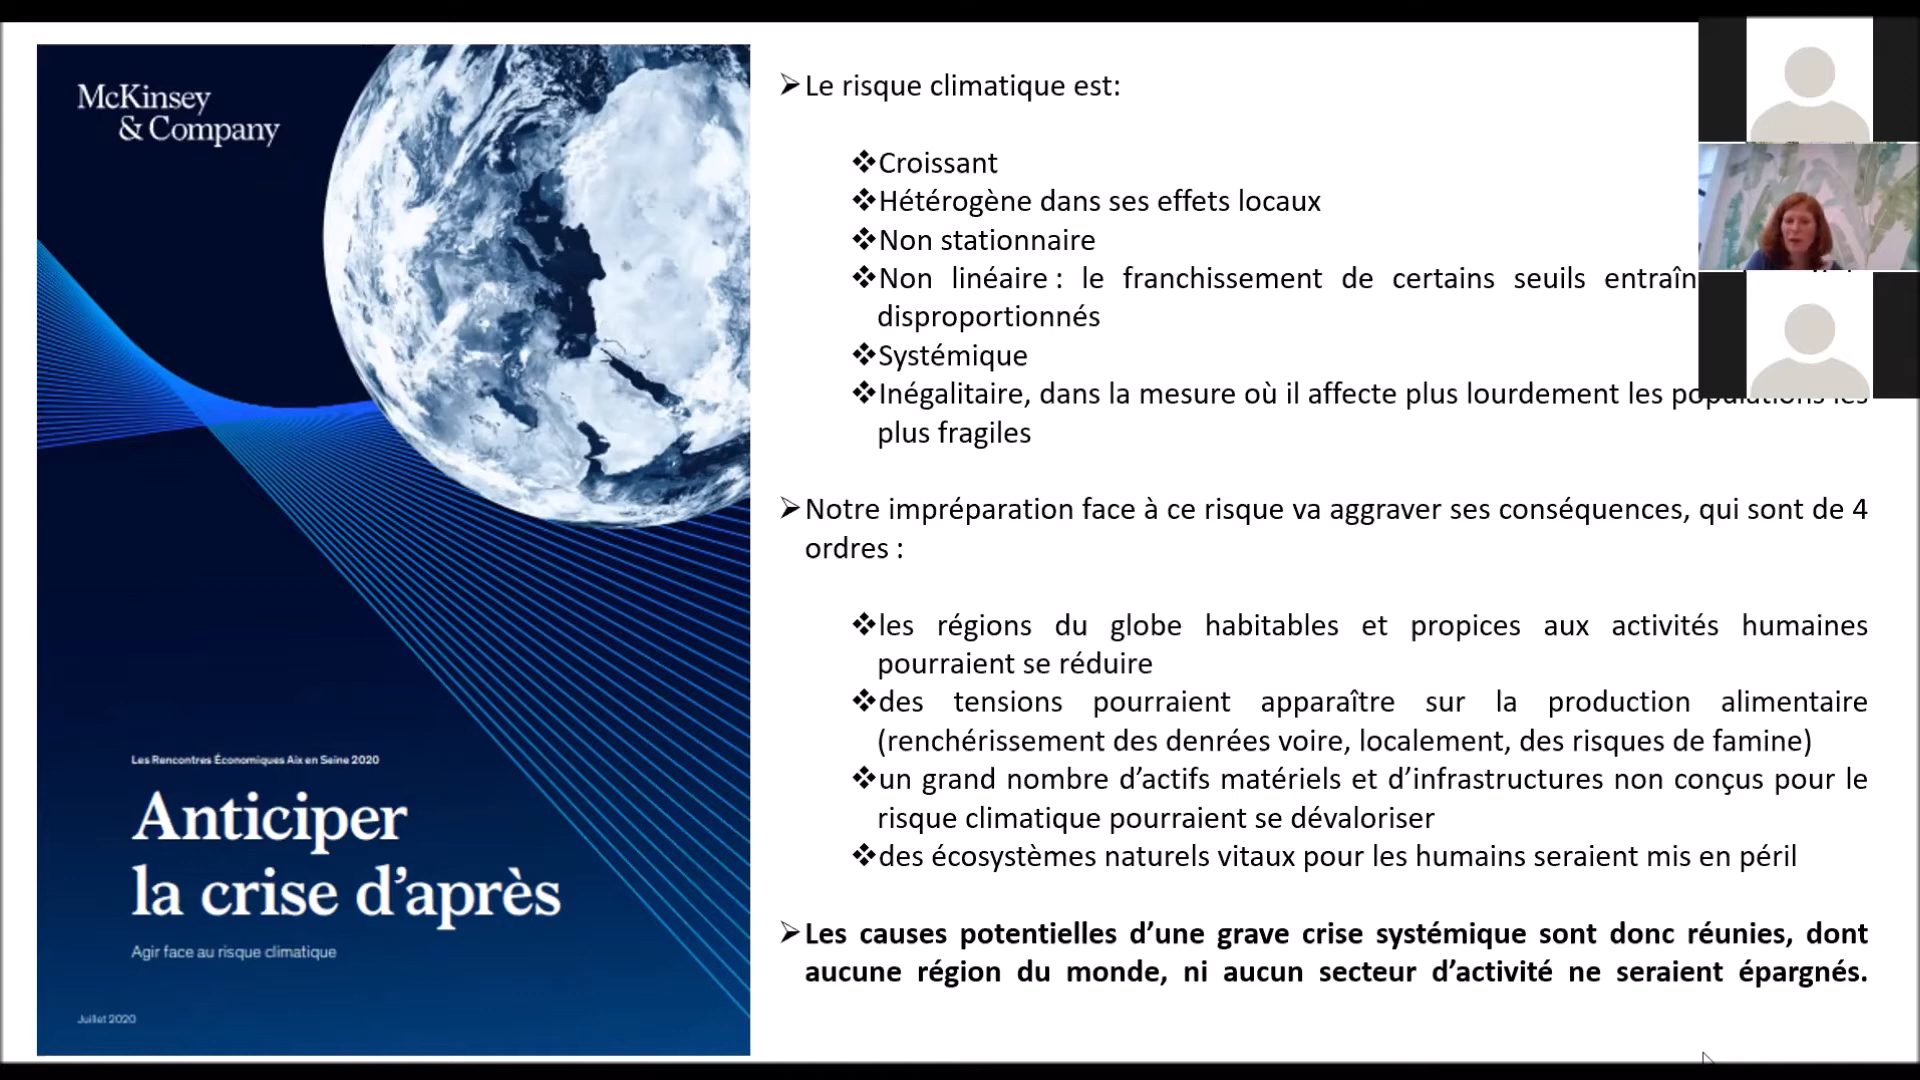 McKinsey
& Company
Les Rencontres Économiques Aix en Seine 2020
Anticiper
la crise d’après
Agir face au risque climatique
Juillet 2020
➢Le risque climatique est:
❖Croissant
❖Hétérogène dans ses effets locaux
❖Non stationnaire
❖Non linéaire : le franchissement de certains seuils
disproportionnés
❖Systémique
❖Inégalitaire, dans la mesure où il affecte plus lourdement les populations les
plus fragiles
➢Notre impréparation face à ce risque va aggraver ses conséquences, qui sont de 4
ordres :
❖les régions du globe habitables et propices aux activités humaines
pourraient se réduire
❖des tensions pourraient apparaître sur la production alimentaire
(renchérissement des denrées voire, localement, des risques de famine)
❖un grand nombre d’actifs matériels et d’infrastructures non conçus pour le
risque climatique pourraient se dévaloriser
❖des écosystèmes naturels vitaux pour les humains seraient mis en péril
➢Les causes potentielles d’une grave crise systémique sont donc réunies, dont
aucune région du monde, ni aucun secteur d’activité ne seraient épargnés.